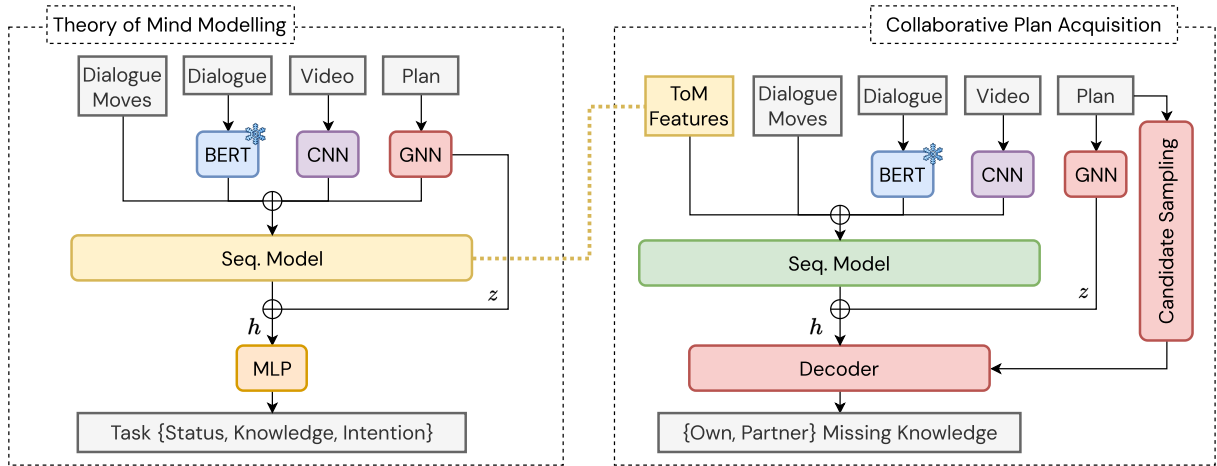 Theory of Mind Modelling
Dialogue
Moves
Dialogue
Video
Plan
BERT
CNN
GNN
Seq. Model
z
h
MLP
Task {Status, Knowledge, Intention}
Collaborative Plan Acquisition
ToM
Features
Dialogue
Moves
Dialogue
Video
Plan
BERT
CNN
GNN
Candidate Sampling
Seq. Model
z
h
Decoder
{Own, Partner} Missing Knowledge